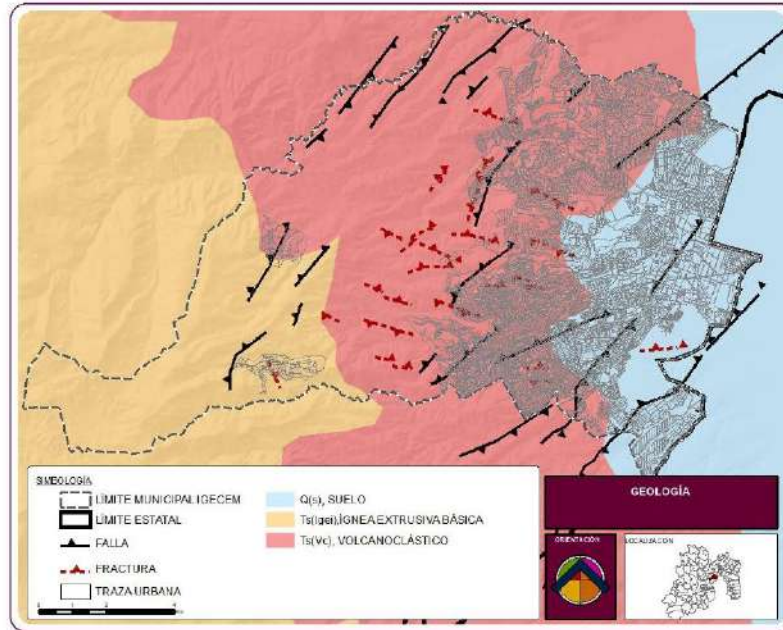 SIMBOLOGÍA
LÍMITE MUNICIPAL IGECEM
LÍMITE ESTATAL
FALLA
FRACTURA
TRAZA URBANA
Q(s), SUELO
Ts(Igei),ÍGNEA EXTRUSIVA BÁSICA
Ts(Vc), VOLCANOCLÁSTICO
GEOLOGÍA
ORIENTACIÓN
LOCALIZACIÓN